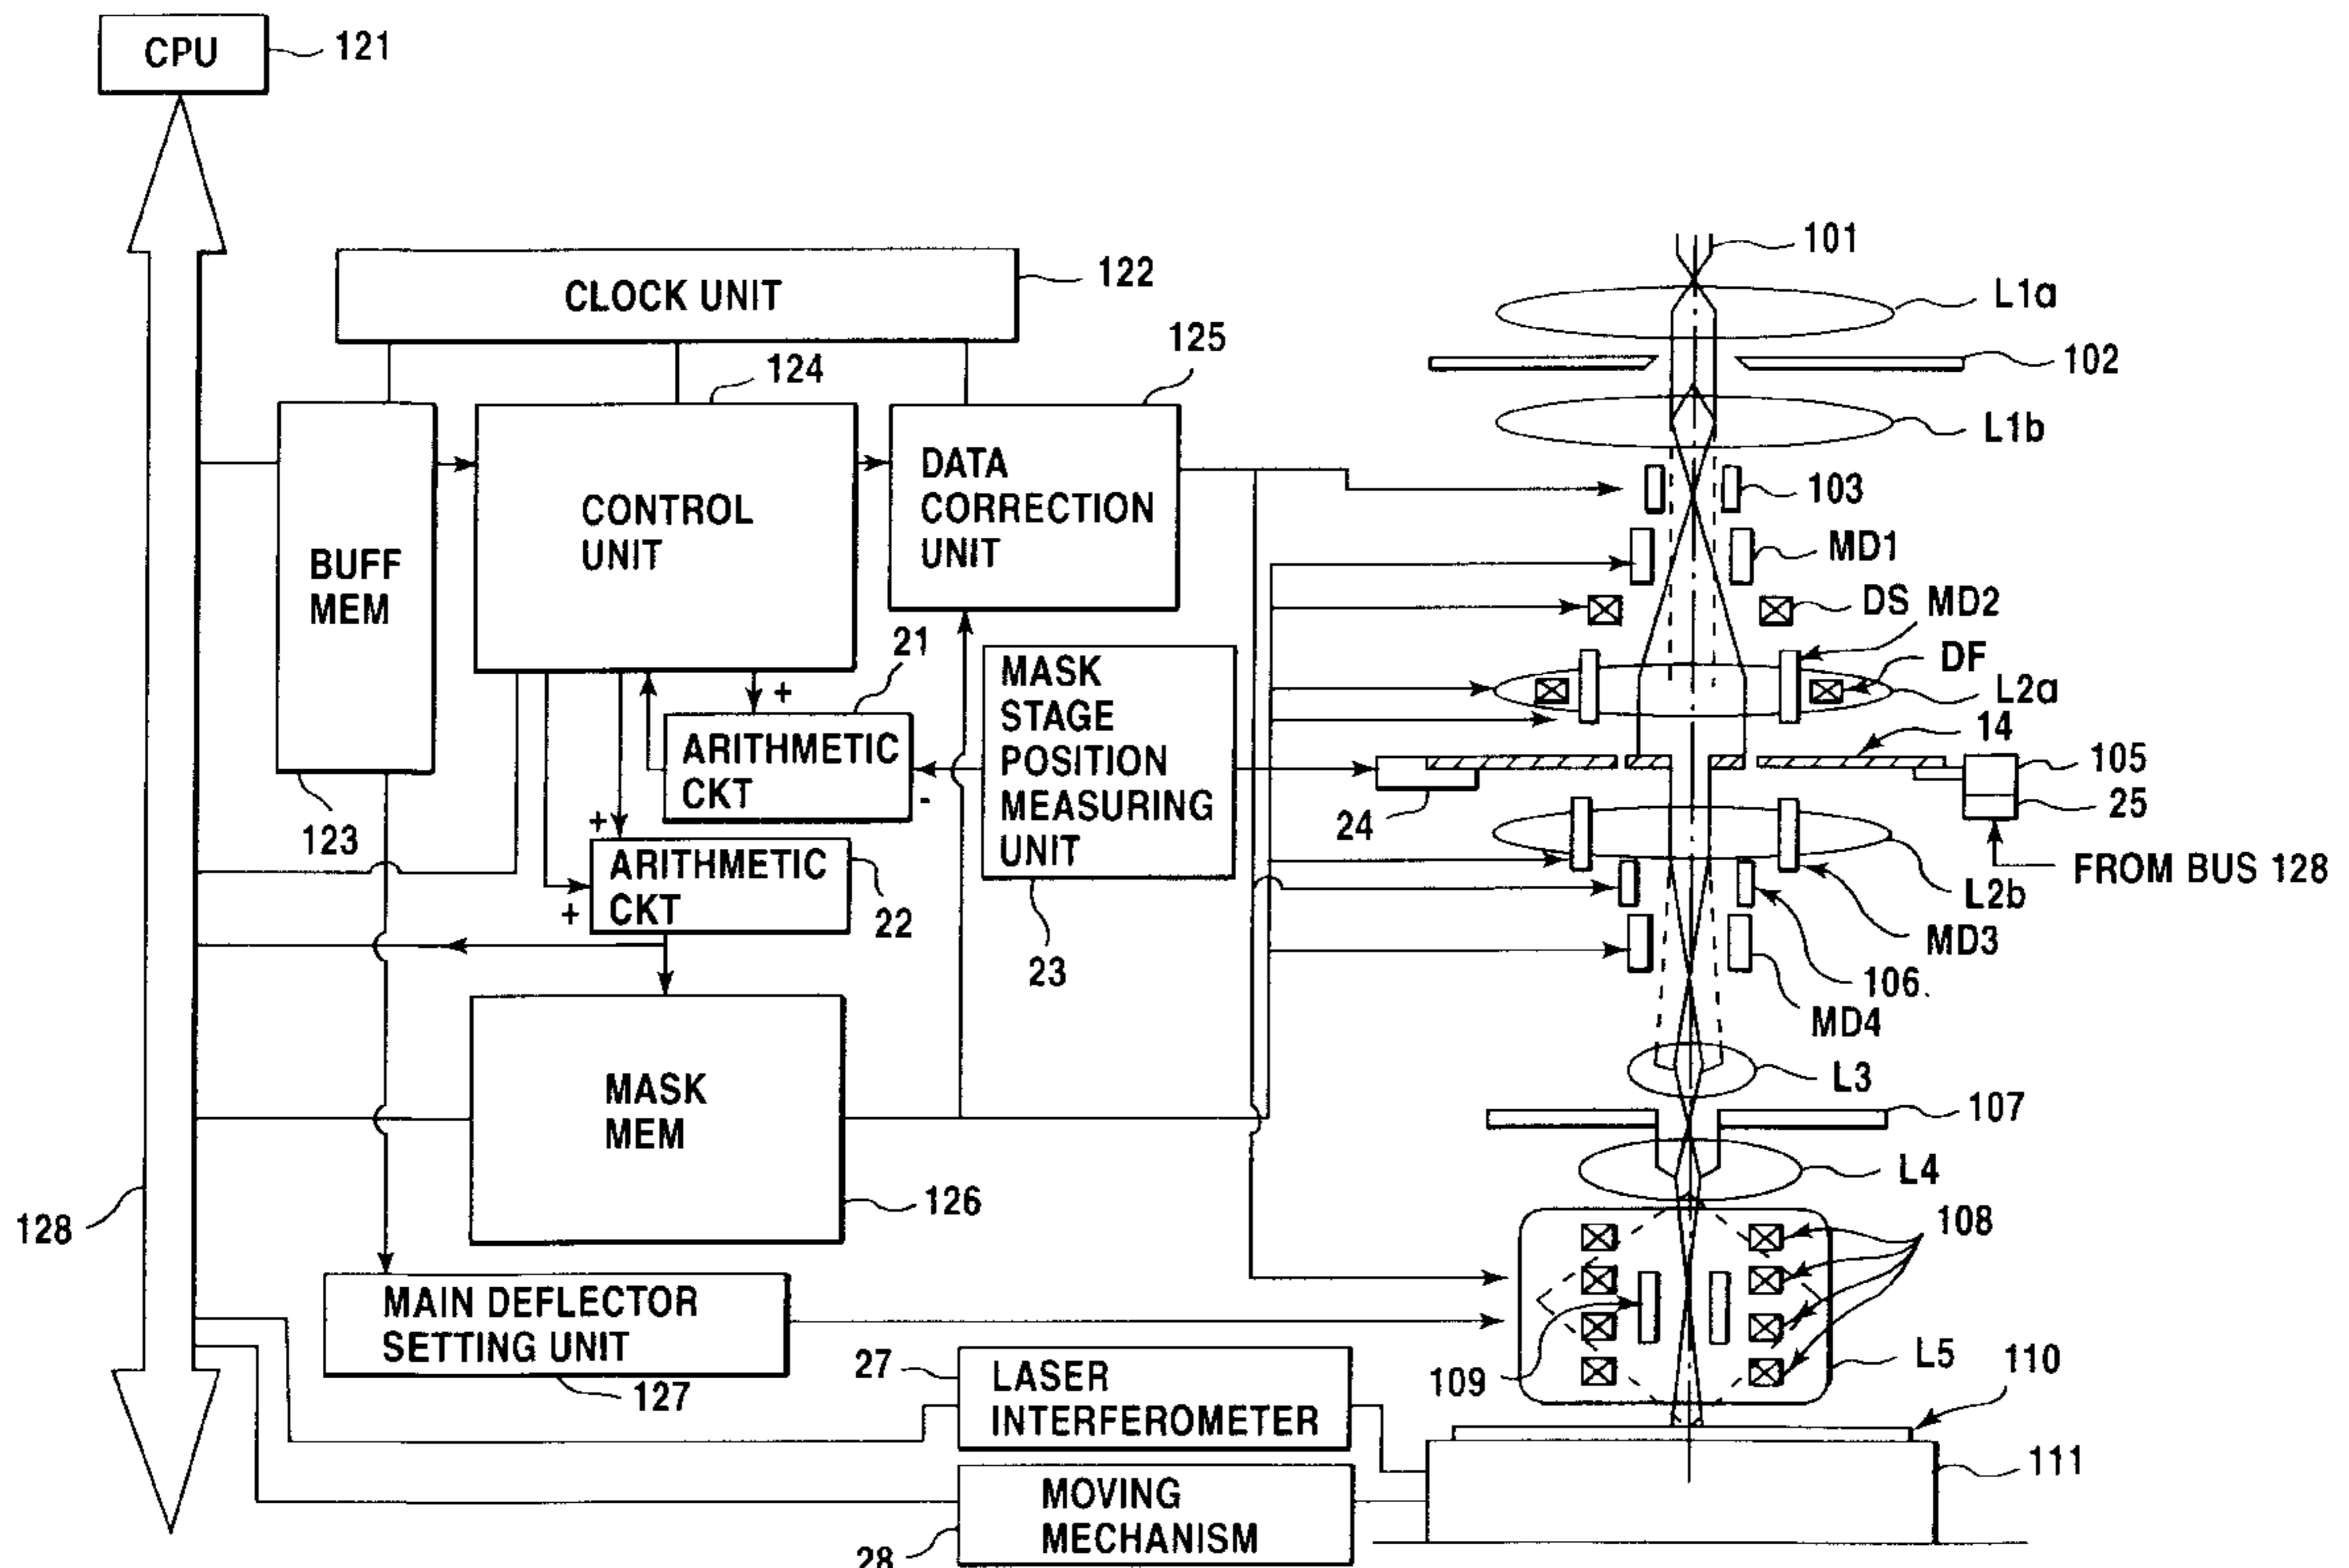 CPU
121
CLOCK UNIT
122
101
L1a
102
L1b
124
125
BUFF
MEM
CONTROL
UNIT
DATA
CORRECTION
UNIT
103
MD1
DS MD2
DF
L2a
14
21
+
ARITHMETIC
CKT
-
MASK
STAGE
POSITION
MEASURING
UNIT
105
25
24
123
+
ARITHMETIC
CKT
+
22
23
FROM BUS 128
L2b
MD3
106.
MD4
MASK
MEM
126
L3
107
L4
128
108
MAIN DEFLECTOR
SETTING UNIT
127
109
L5
110
27
LASER
INTERFEROMETER
111
MOVING
MECHANISM
28